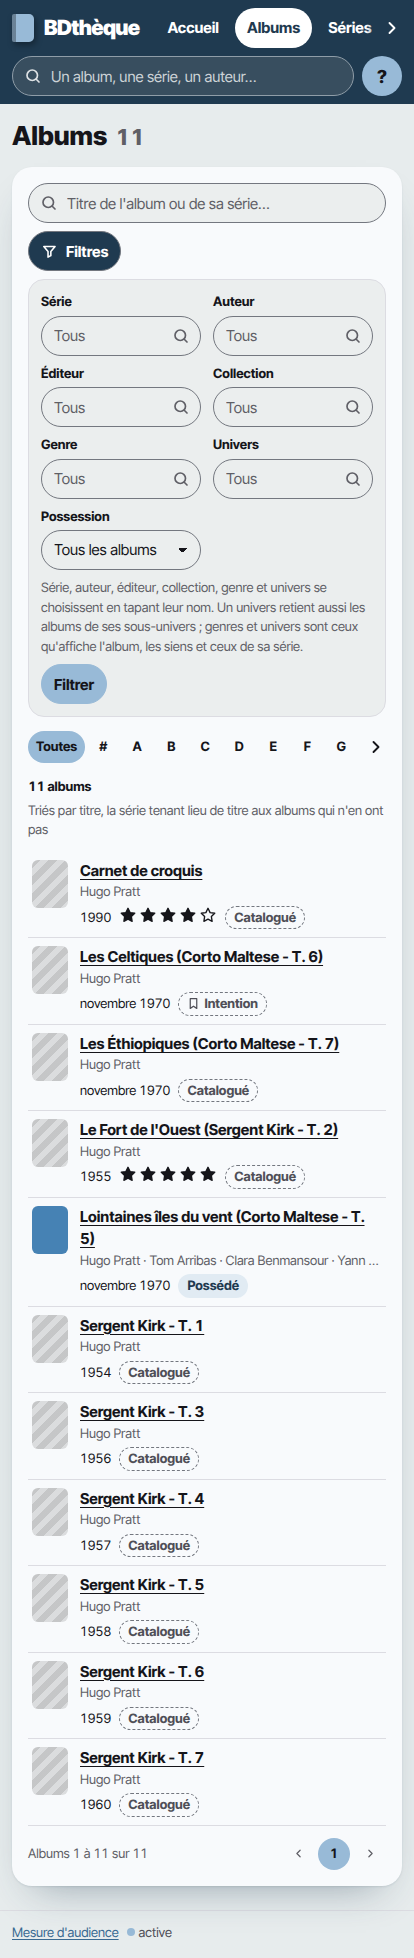 BDthèque Accueil Albums Séries
Un album, une série, un auteur... ?
Albums 11
Titre de l'album ou de sa série...
Filtres
Série Auteur
Tous Tous
Éditeur Collection
Tous Tous
Genre Univers
Tous Tous
Possession
Tous les albums
Série, auteur, éditeur, collection, genre et univers se
choisissent en tapant leur nom. Un univers retient aussi les
albums de ses sous-univers ; genres et univers sont ceux
qu'affiche l'album, les siens et ceux de sa série.
Filtrer
Toutes # A B C D E F G
11 albums
Triés par titre, la série tenant lieu de titre aux albums qui n'en ont
pas
Carnet de croquis
Hugo Pratt
1990 Catalogué
Les Celtiques (Corto Maltese - T. 6)
Hugo Pratt
novembre 1970 Intention
Les Éthiopiques (Corto Maltese - T. 7)
Hugo Pratt
novembre 1970 Catalogué
Le Fort de l'Ouest (Sergent Kirk - T. 2)
Hugo Pratt
1955 Catalogué
Lointaines îles du vent (Corto Maltese - T.
5)
Hugo Pratt · Tom Arribas · Clara Benmansour · Yann ...
novembre 1970 Possédé
Sergent Kirk - T. 1
Hugo Pratt
1954 Catalogué
Sergent Kirk - T. 3
Hugo Pratt
1956 Catalogué
Sergent Kirk - T. 4
Hugo Pratt
1957 Catalogué
Sergent Kirk - T. 5
Hugo Pratt
1958 Catalogué
Sergent Kirk - T. 6
Hugo Pratt
1959 Catalogué
Sergent Kirk - T. 7
Hugo Pratt
1960 Catalogué
Albums 1 à 11 sur 11 1
Mesure d'audience active